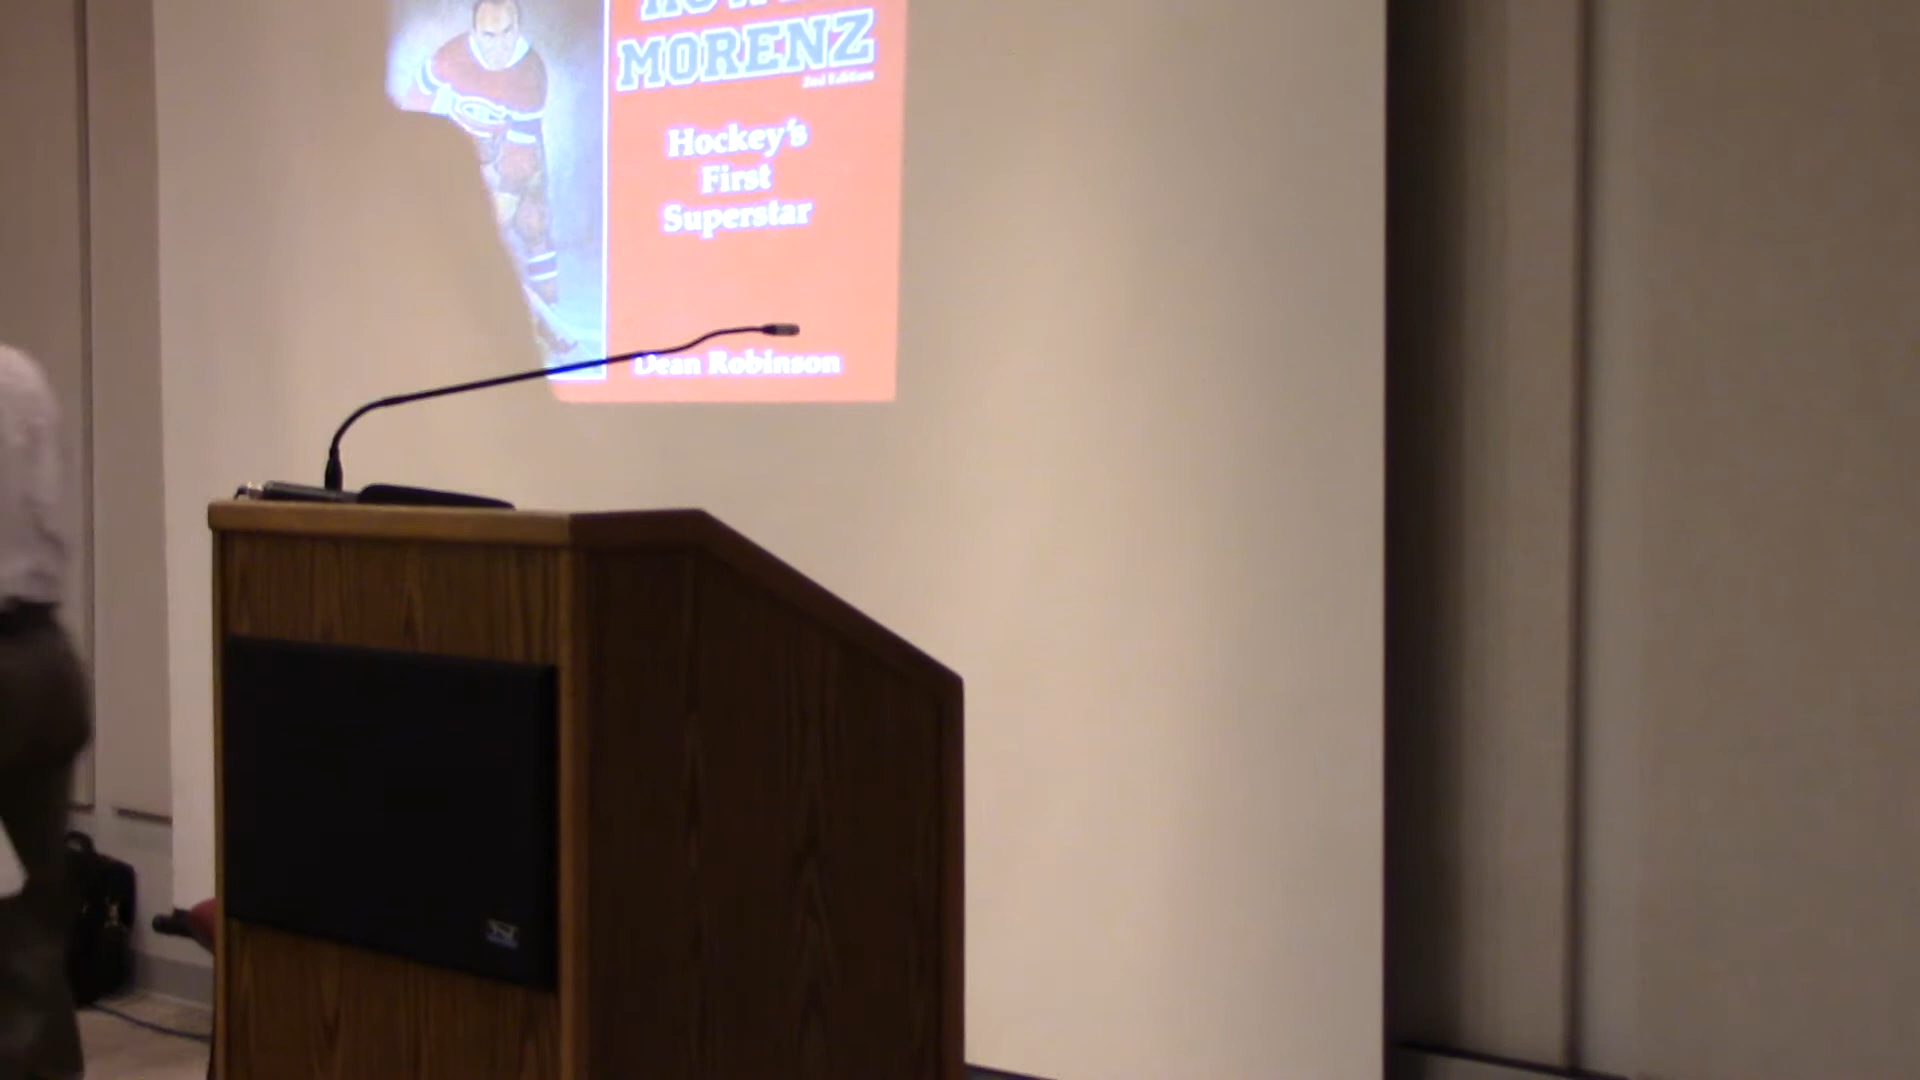 MORENZ
2nd Edition
Hockey's
First
Superstar
Dean Robinson